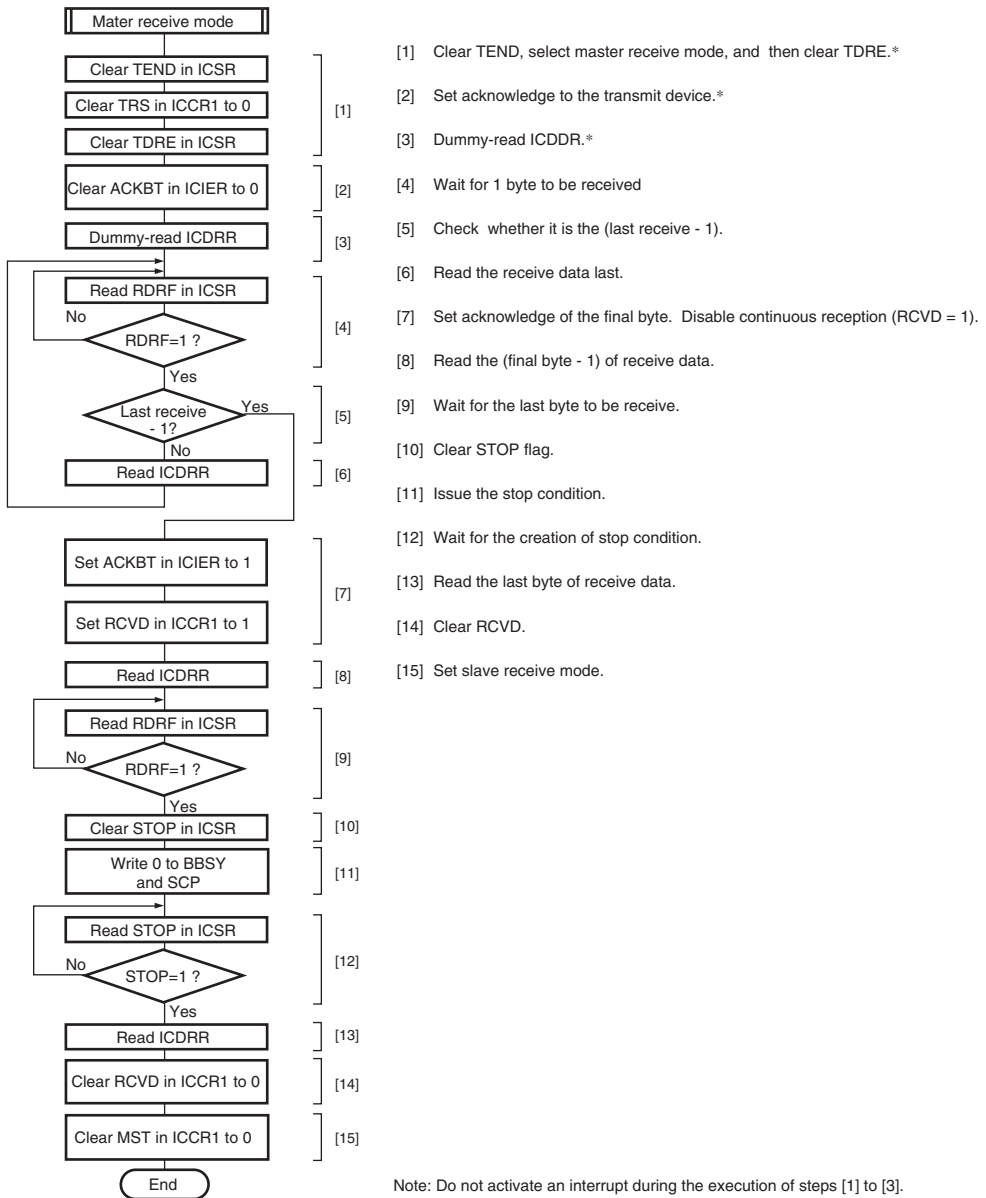 Mater receive mode
Clear TEND in ICSR
Clear TRS in ICCR1 to 0
Clear TDRE in ICSR
[1]
Clear ACKBT in ICIER to 0
[2]
Dummy-read ICDRR
[3]
Read RDRF in ICSR
No
RDRF=1 ?
[4]
Yes
Last receive
- 1?
Yes
[5]
No
Read ICDRR
[6]
Set ACKBT in ICIER to 1
[7]
Set RCVD in ICCR1 to 1
Read ICDRR
[8]
Read RDRF in ICSR
No
RDRF=1 ?
[9]
Yes
Clear STOP in ICSR
[10]
Write 0 to BBSY
and SCP
[11]
Read STOP in ICSR
No
STOP=1 ?
[12]
Yes
Read ICDRR
[13]
Clear RCVD in ICCR1 to 0
[14]
Clear MST in ICCR1 to 0
[15]
End
[1] Clear TEND, select master receive mode, and then clear TDRE.*
[2] Set acknowledge to the transmit device.*
[3] Dummy-read ICDDR.*
[4] Wait for 1 byte to be received
[5] Check whether it is the (last receive - 1).
[6] Read the receive data last.
[7] Set acknowledge of the final byte. Disable continuous reception (RCVD = 1).
[8] Read the (final byte - 1) of receive data.
[9] Wait for the last byte to be receive.
[10] Clear STOP flag.
[11] Issue the stop condition.
[12] Wait for the creation of stop condition.
[13] Read the last byte of receive data.
[14] Clear RCVD.
[15] Set slave receive mode.
Note: Do not activate an interrupt during the execution of steps [1] to [3].